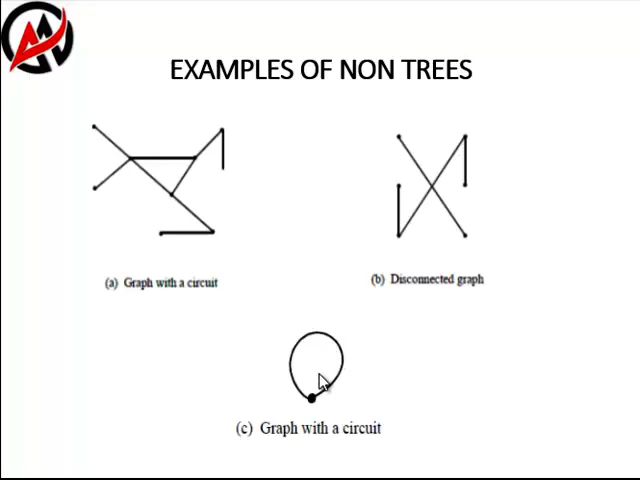 EXAMPLES OF NON TREES
(a) Graph with a circuit
(b) Disconnected graph
(c) Graph with a circuit